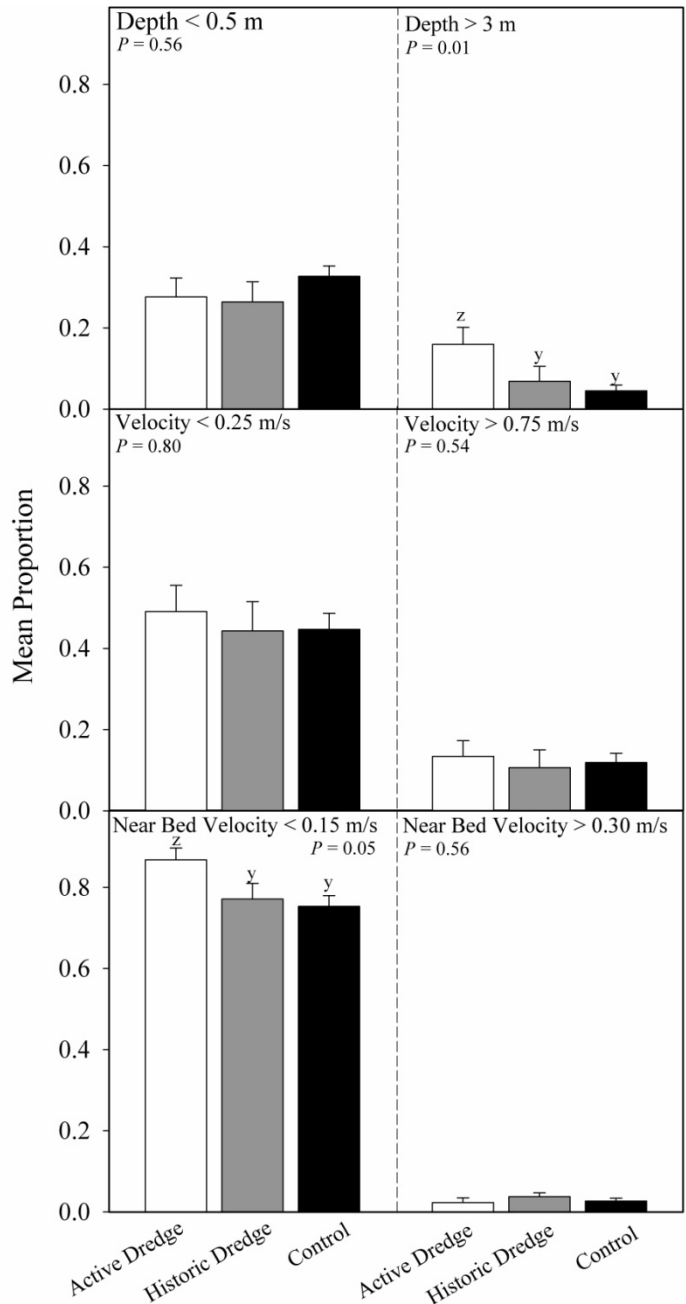 Depth < 0.5 m
P = 0.56
Depth > 3 m
P = 0.01
0.8
0.6
0.4
0.2
0.0
z
y
y
Velocity < 0.25 m/s
P = 0.80
Velocity > 0.75 m/s
P = 0.54
0.8
0.6
0.4
0.2
0.0
Mean Proportion
Near Bed Velocity < 0.15 m/s
P = 0.05
Near Bed Velocity > 0.30 m/s
P = 0.56
z
y
y
0.8
0.6
0.4
0.2
0.0
Active Dredge
Historic Dredge
Control
Active Dredge
Historic Dredge
Control